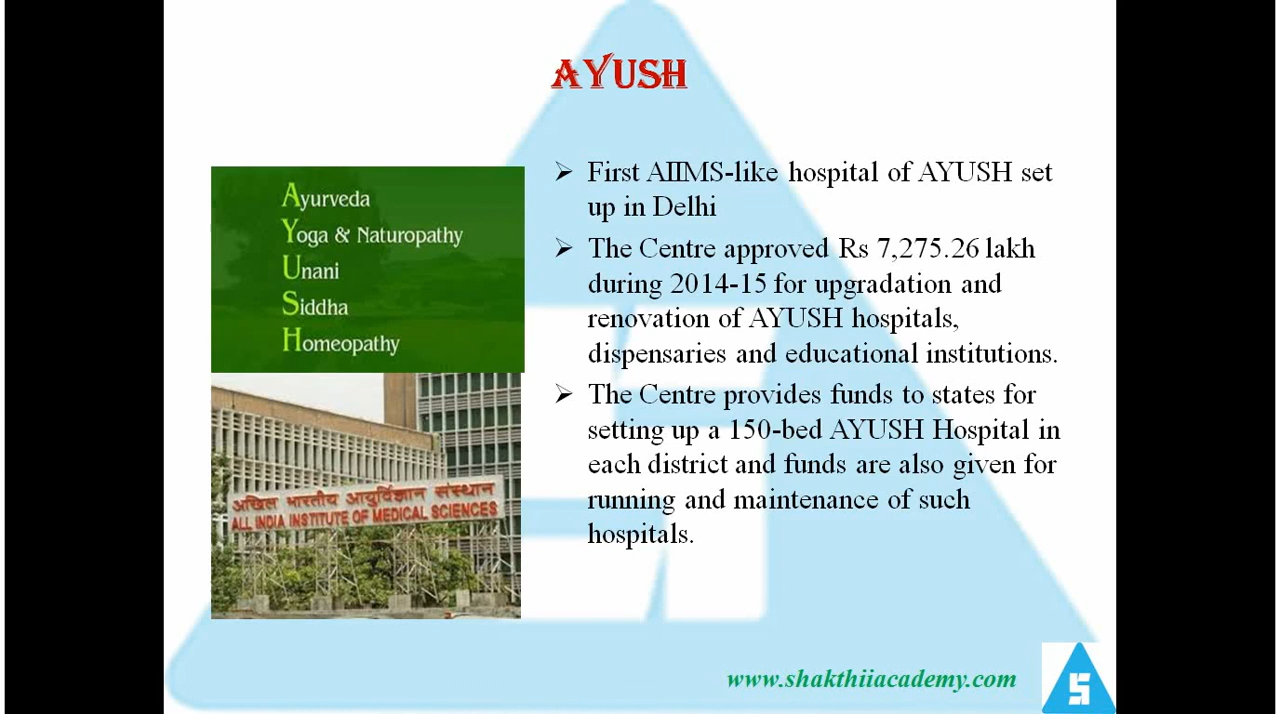 AYUSH
Ayurveda
Yoga & Naturopathy
Unani
Siddha
Homeopathy
अखिल भारतीय आयुर्विज्ञान संस्थान
ALL INDIA INSTITUTE OF MEDICAL SCIENCES
➢ First AIIMS-like hospital of AYUSH set
up in Delhi
➢ The Centre approved Rs 7,275.26 lakh
during 2014-15 for upgradation and
renovation of AYUSH hospitals,
dispensaries and educational institutions.
➢ The Centre provides funds to states for
setting up a 150-bed AYUSH Hospital in
each district and funds are also given for
running and maintenance of such
hospitals.
www.shakthiiacademy.com
S